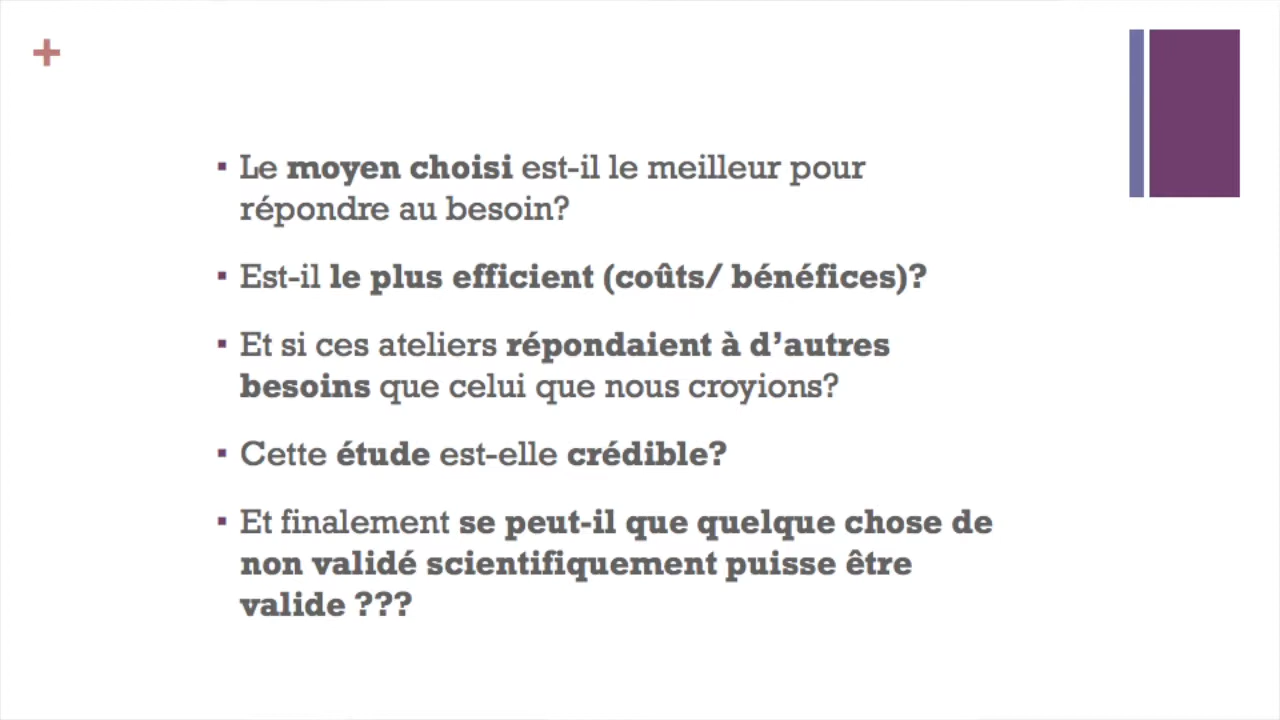 Le moyen choisi est-il le meilleur pour
répondre au besoin?
Est-il le plus efficient (coûts/ bénéfices)?
Et si ces ateliers répondaient à d’autres
besoins que celui que nous croyions?
Cette étude est-elle crédible?
Et finalement se peut-il que quelque chose de
non validé scientifiquement puisse être
valide ???